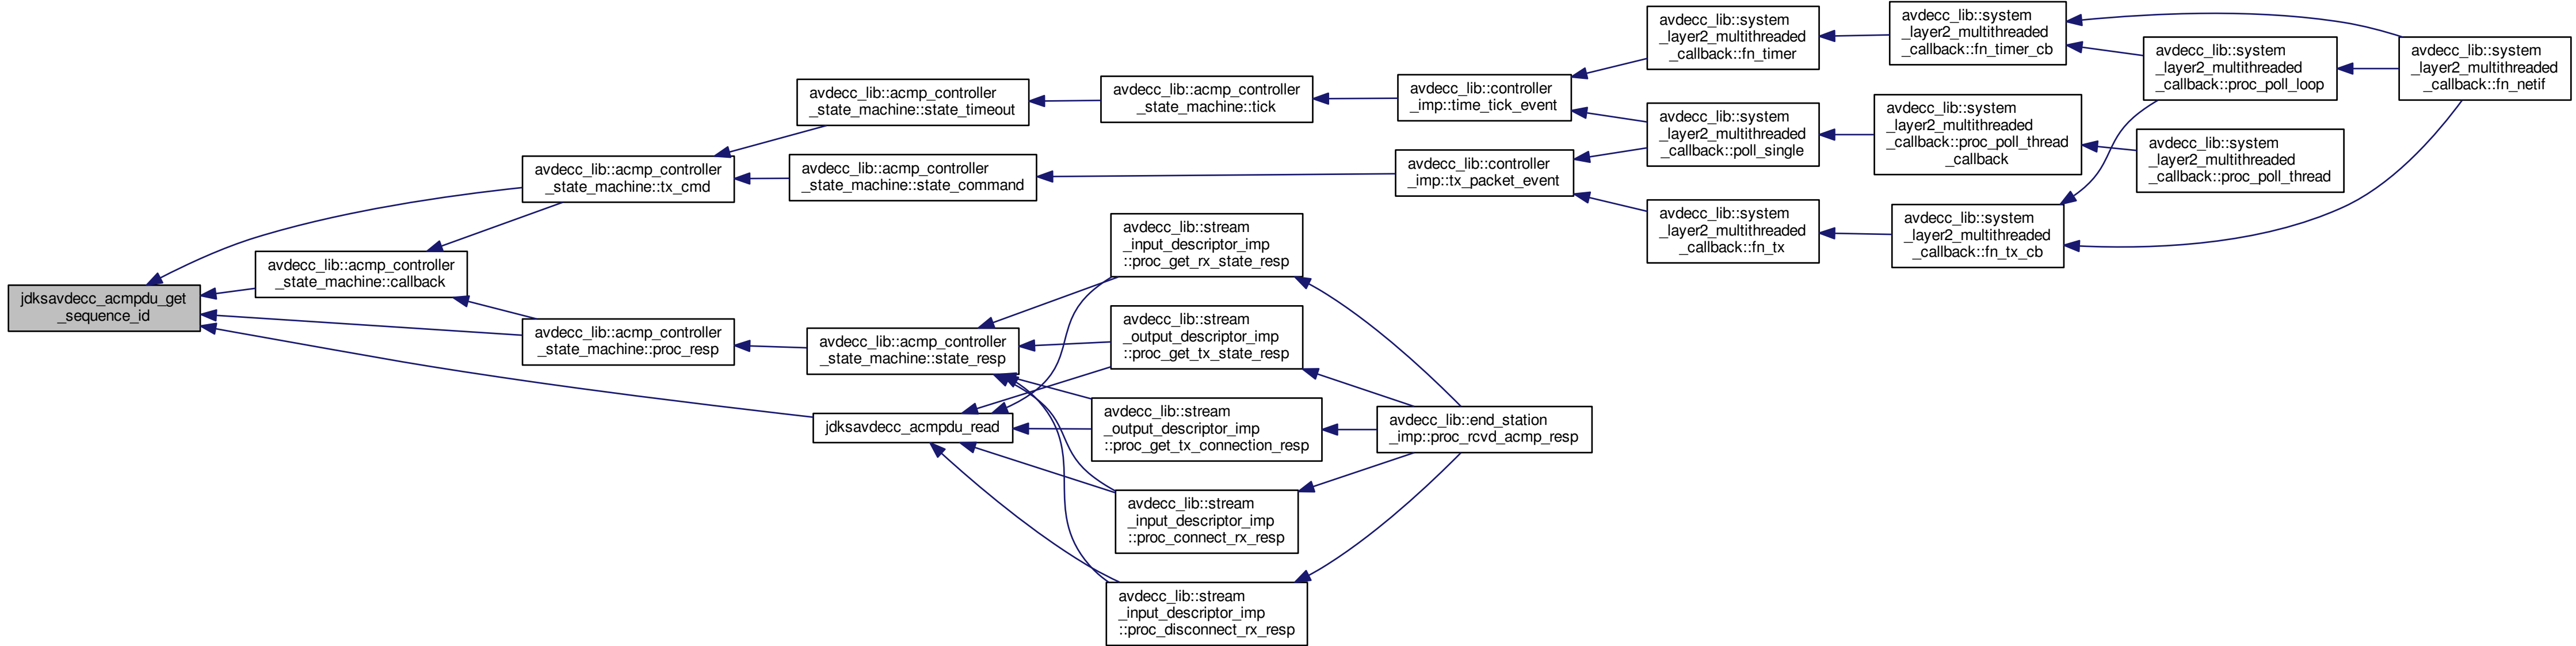 jdksavdecc_acmpdu_get
_sequence_id
avdecc_lib::acmp_controller
_state_machine::tx_cmd
avdecc_lib::acmp_controller
_state_machine::callback
avdecc_lib::acmp_controller
_state_machine::proc_resp
avdecc_lib::acmp_controller
_state_machine::state_timeout
avdecc_lib::acmp_controller
_state_machine::state_command
avdecc_lib::acmp_controller
_state_machine::state_resp
jdksavdecc_acmpdu_read
avdecc_lib::acmp_controller
_state_machine::tick
avdecc_lib::stream
_input_descriptor_imp
::proc_get_rx_state_resp
avdecc_lib::stream
_output_descriptor_imp
::proc_get_tx_state_resp
avdecc_lib::stream
_output_descriptor_imp
::proc_get_tx_connection_resp
avdecc_lib::stream
_input_descriptor_imp
::proc_connect_rx_resp
avdecc_lib::stream
_input_descriptor_imp
::proc_disconnect_rx_resp
avdecc_lib::controller
_imp::time_tick_event
avdecc_lib::controller
_imp::tx_packet_event
avdecc_lib::end_station
_imp::proc_rcvd_acmp_resp
avdecc_lib::system
_layer2_multithreaded
_callback::fn_timer
avdecc_lib::system
_layer2_multithreaded
_callback::poll_single
avdecc_lib::system
_layer2_multithreaded
_callback::fn_tx
avdecc_lib::system
_layer2_multithreaded
_callback::fn_timer_cb
avdecc_lib::system
_layer2_multithreaded
_callback::proc_poll_thread
_callback
avdecc_lib::system
_layer2_multithreaded
_callback::fn_tx_cb
avdecc_lib::system
_layer2_multithreaded
_callback::proc_poll_loop
avdecc_lib::system
_layer2_multithreaded
_callback::proc_poll_thread
avdecc_lib::system
_layer2_multithreaded
_callback::fn_netif